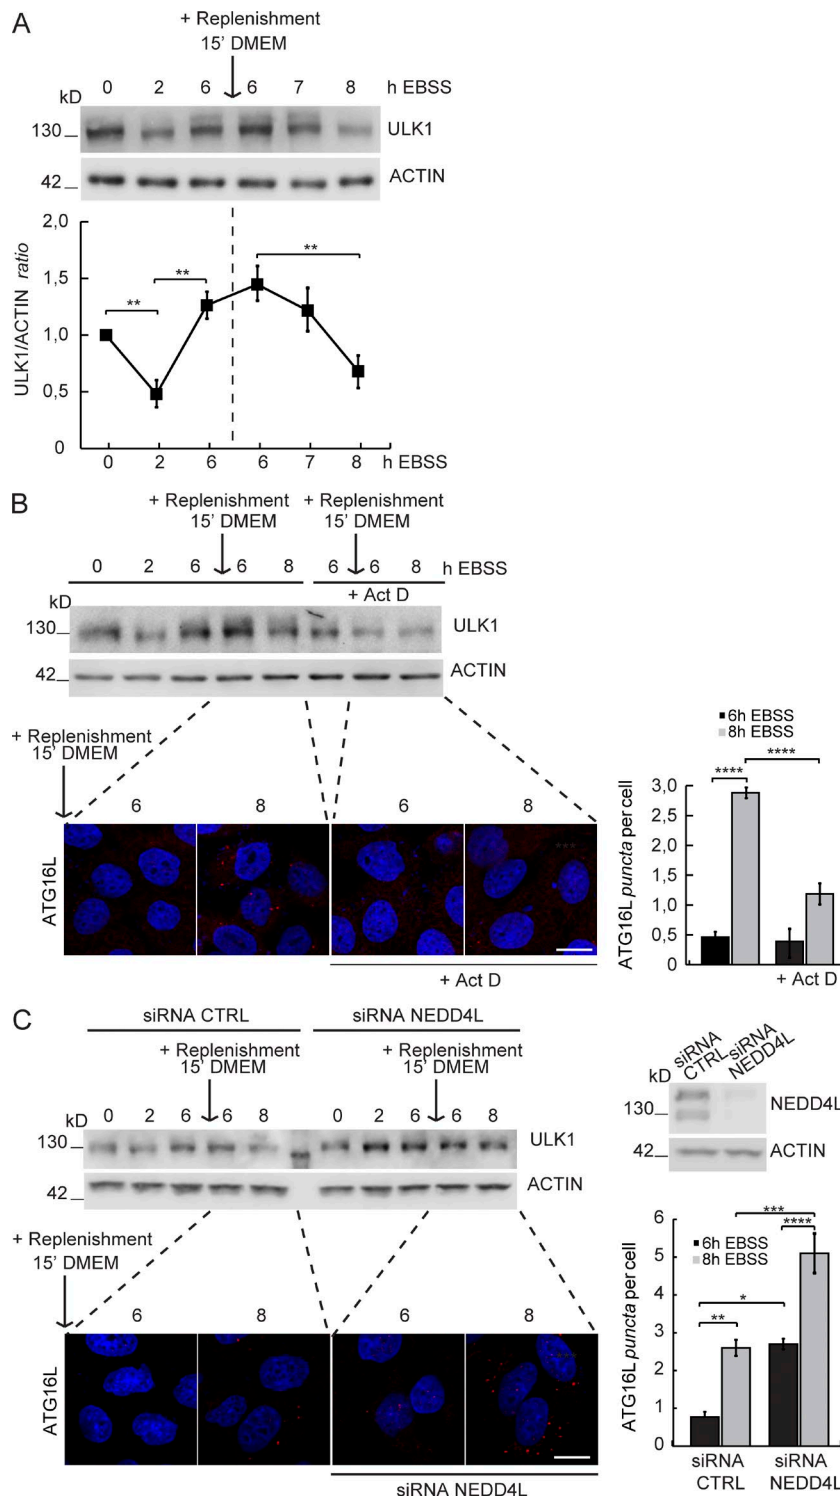 A
+ Replenishment
15' DMEM
0 2 6 6 7 8 h EBSS
kD
130 ULK1
42 ACTIN
2,0
1,5
1,0
0,5
0
ULK1/ACTIN ratio
** ** **
0 2 6 6 7 8 h EBSS
B
+ Replenishment + Replenishment
15' DMEM 15' DMEM
0 2 6 6 8 6 6 8 h EBSS
+ Act D
kD
130 ULK1
42 ACTIN
+ Replenishment
15' DMEM
6 8 6 8
ATG16L
***
+ Act D
6h EBSS
8h EBSS
**** ****
3,0
2,5
2,0
1,5
1,0
0,5
0
ATG16L puncta per cell
+ Act D
C
siRNA CTRL siRNA NEDD4L
+ Replenishment + Replenishment
15' DMEM 15' DMEM
kD 0 2 6 6 8 0 2 6 6 8
130 ULK1
42 ACTIN
siRNA CTRL siRNA NEDD4L
kD
130 NEDD4L
42 ACTIN
+ Replenishment
15' DMEM
6 8 6 8
ATG16L
siRNA NEDD4L
6h EBSS
8h EBSS
*** **** * **
6
5
4
3
2
1
0
ATG16L puncta per cell
siRNA siRNA
CTRL NEDD4L